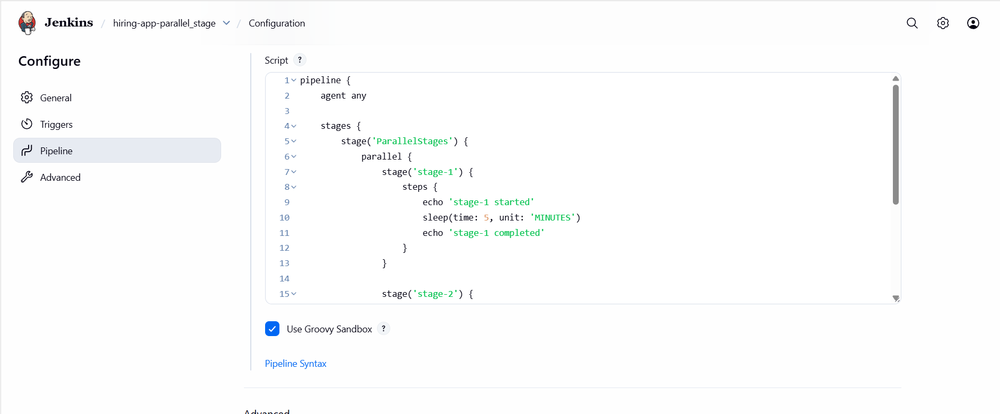 Jenkins / hiring-app-parallel_stage / Configuration
Configure
General
Triggers
Pipeline
Advanced
Script ?
1 pipeline {
2     agent any
3
4     stages {
5         stage('ParallelStages') {
6             parallel {
7                 stage('stage-1') {
8                     steps {
9                         echo 'stage-1 started'
10                         sleep(time: 5, unit: 'MINUTES')
11                         echo 'stage-1 completed'
12                     }
13                 }
14
15                 stage('stage-2') {
Use Groovy Sandbox ?
Pipeline Syntax
Advanced